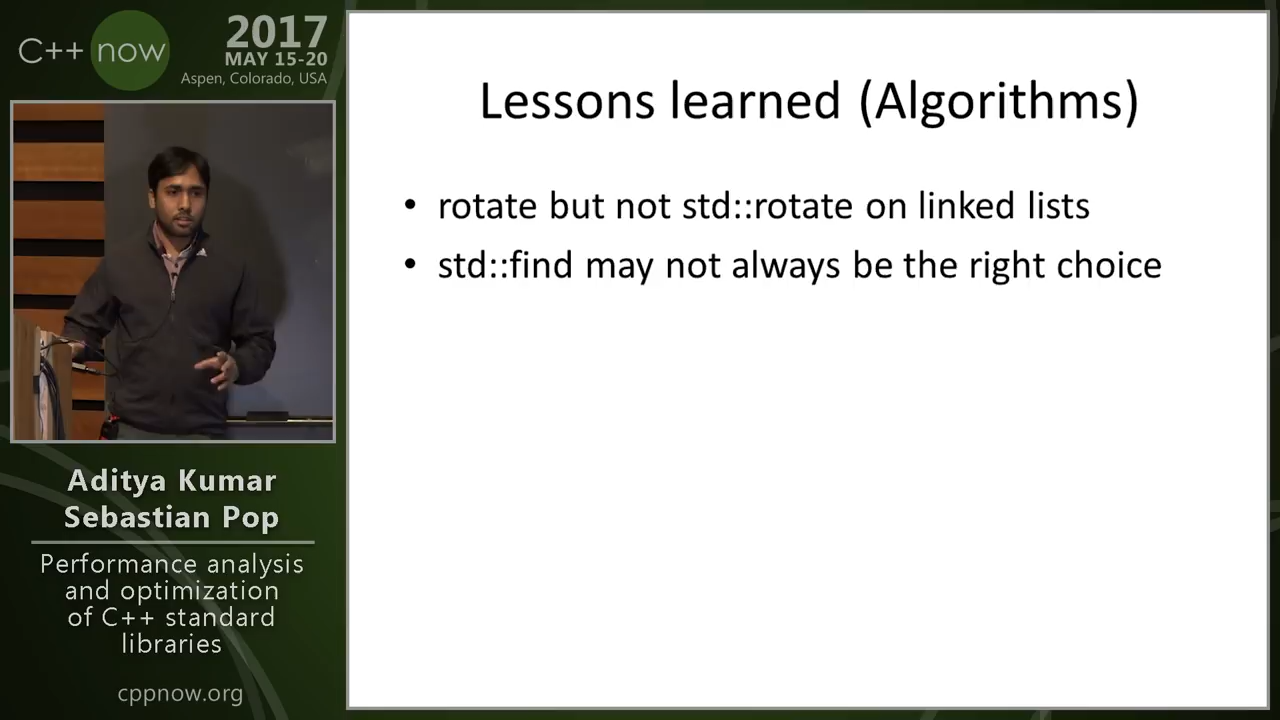 C++ now
2017
MAY 15-20
Aspen, Colorado, USA
Lessons learned (Algorithms)
• rotate but not std::rotate on linked lists
• std::find may not always be the right choice
Aditya Kumar
Sebastian Pop
Performance analysis
and optimization
of C++ standard
libraries
cppnow.org